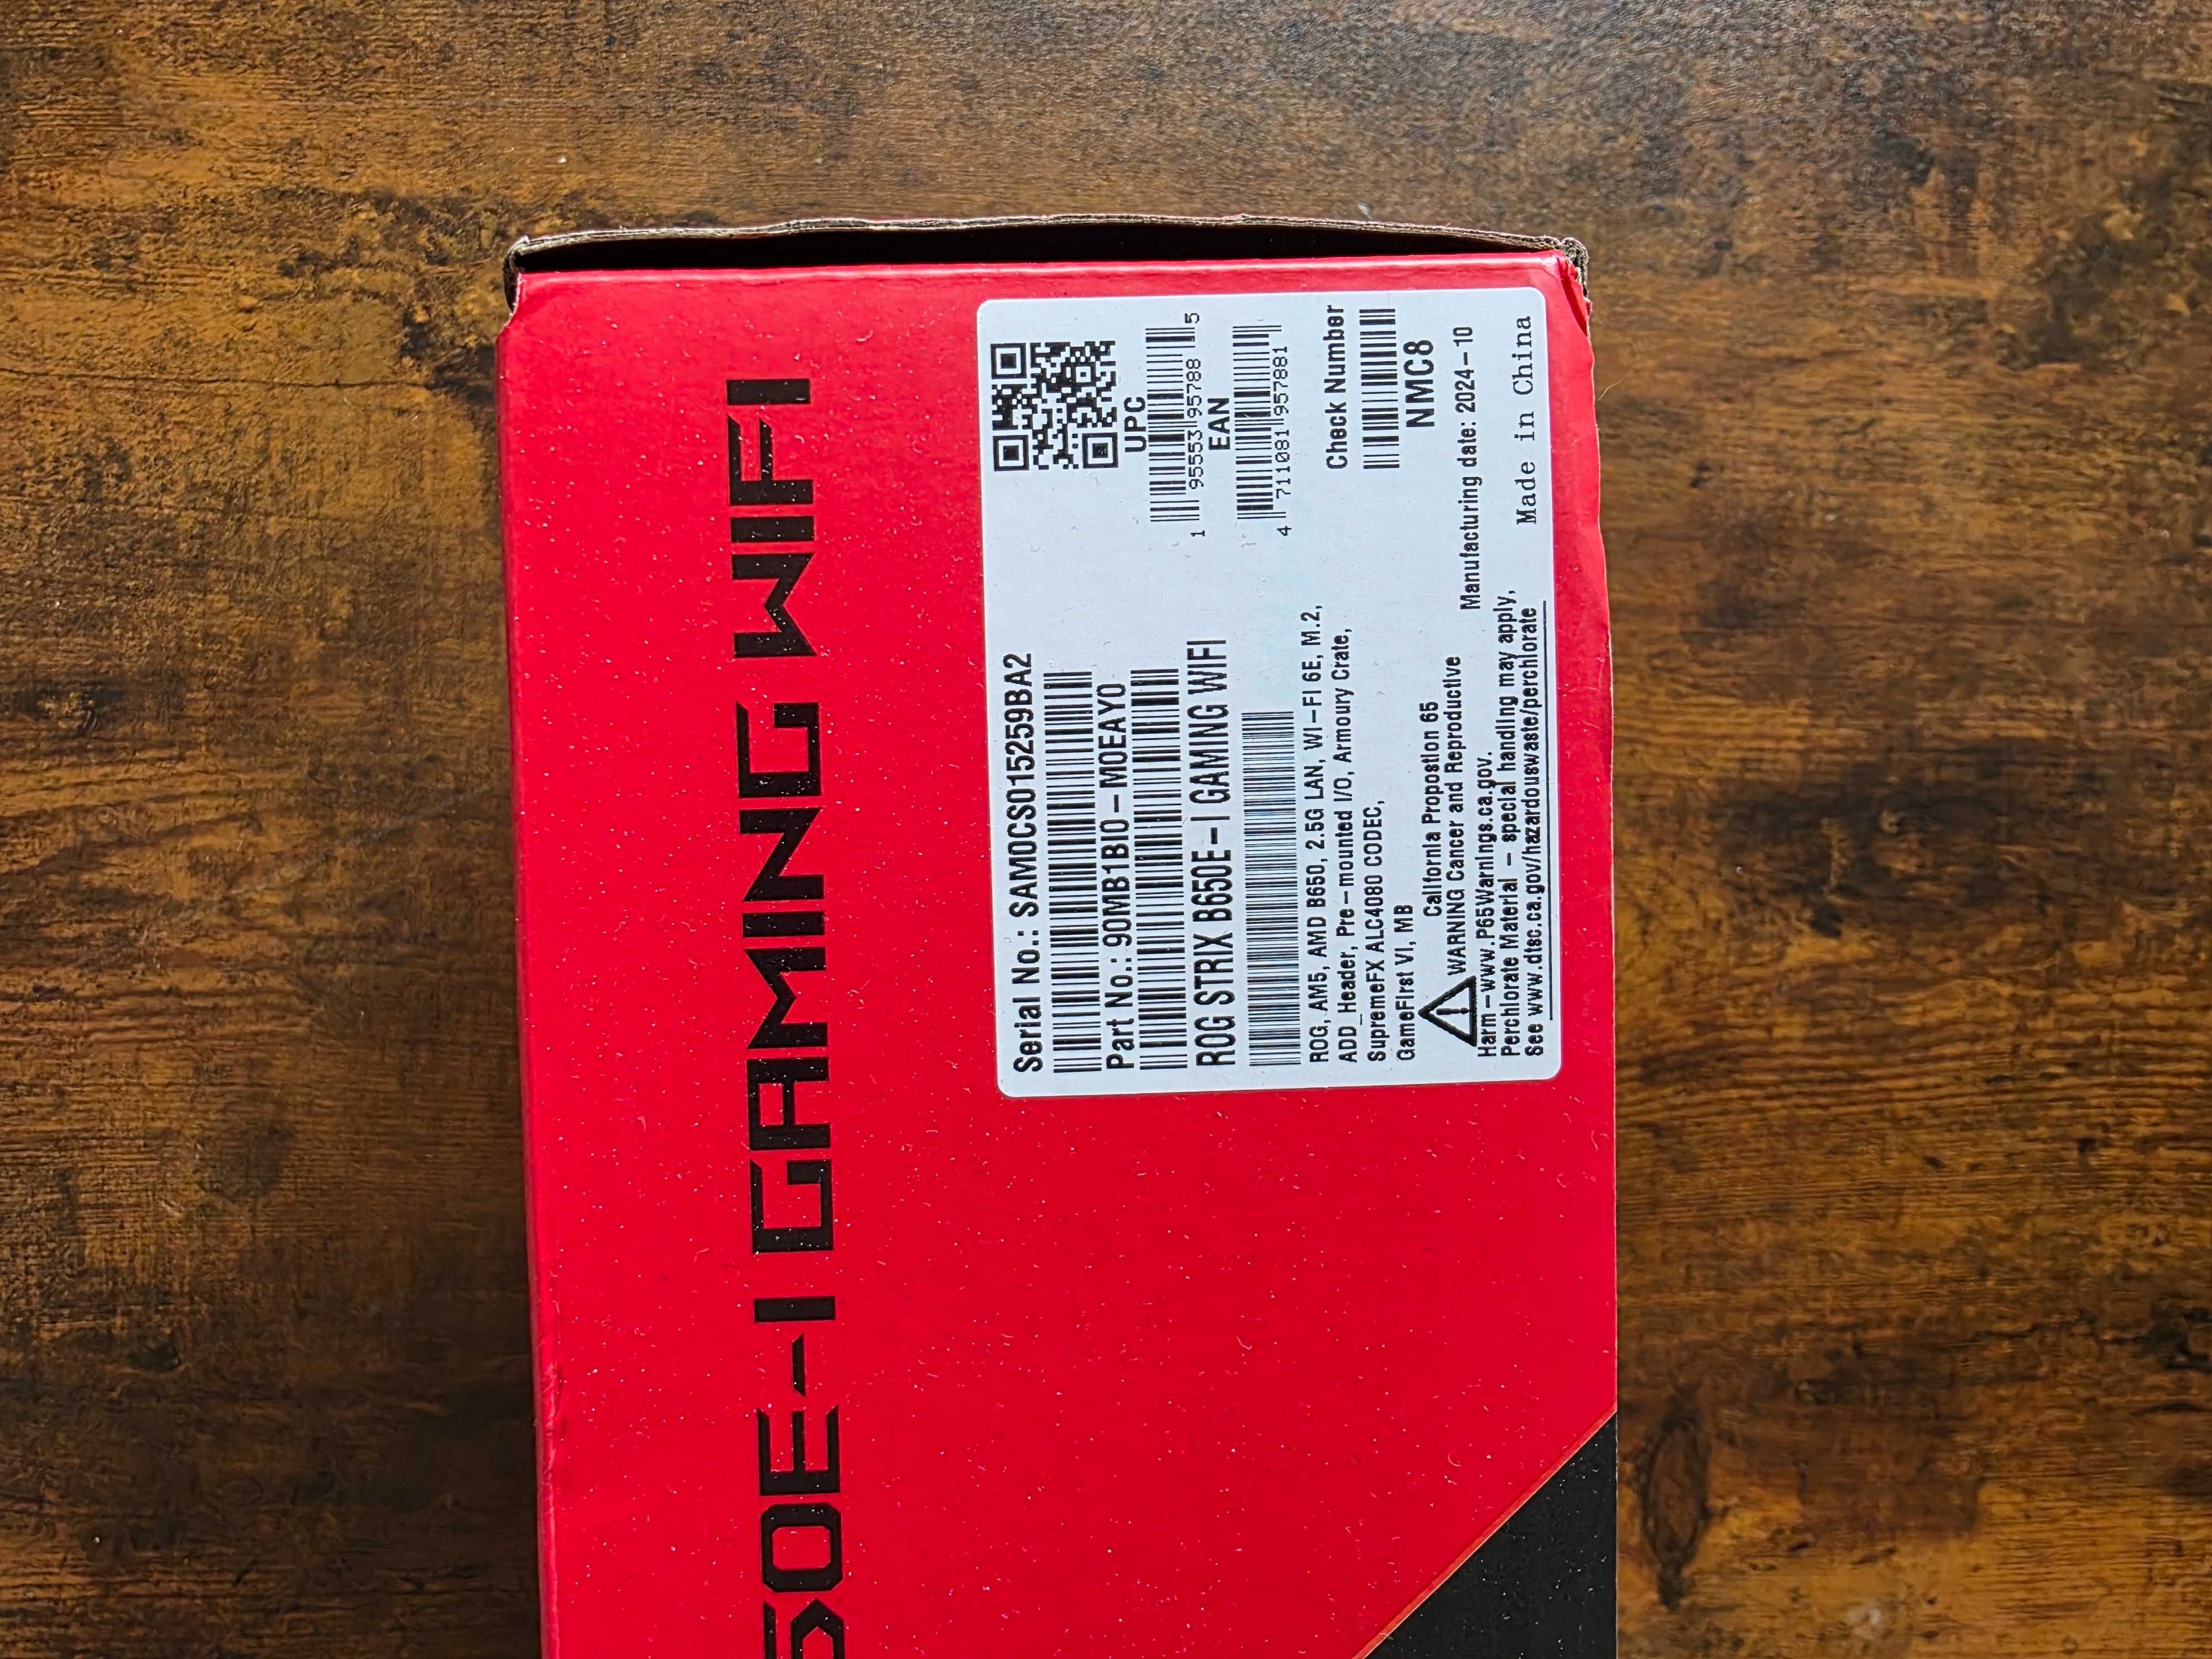 50E-I GAMING WIFI
Serial No.: SAM0CS015259BA2
Part No.: 90MB1BI0-M0EAY0
ROG STRIX B650E-I GAMING WIFI
ROG, AM5, AMD B650, 2.5G LAN, WI-FI 6E, M.2,
ADD_Header, Pre-mounted I/O, Armoury Crate,
SupremeFX ALC4080 CODEC,
GameFirst VI, MB
California Propostion 65
WARNING Cancer and Reproductive
Harm-www.P65Warnings.ca.gov.
Perchlorate Material - special handling may apply,
See www.dtsc.ca.gov/hazardouswaste/perchlorate
UPC
1 95553 95788 5
EAN
4 711081 957881
Check Number
NMC8
Manufacturing date: 2024-10
Made in China